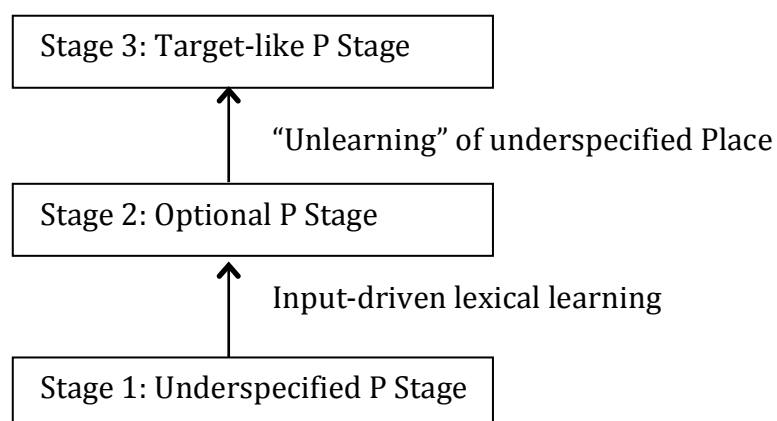 Stage 3: Target-like P Stage
“Unlearning” of underspecified Place
Stage 2: Optional P Stage
Input-driven lexical learning
Stage 1: Underspecified P Stage